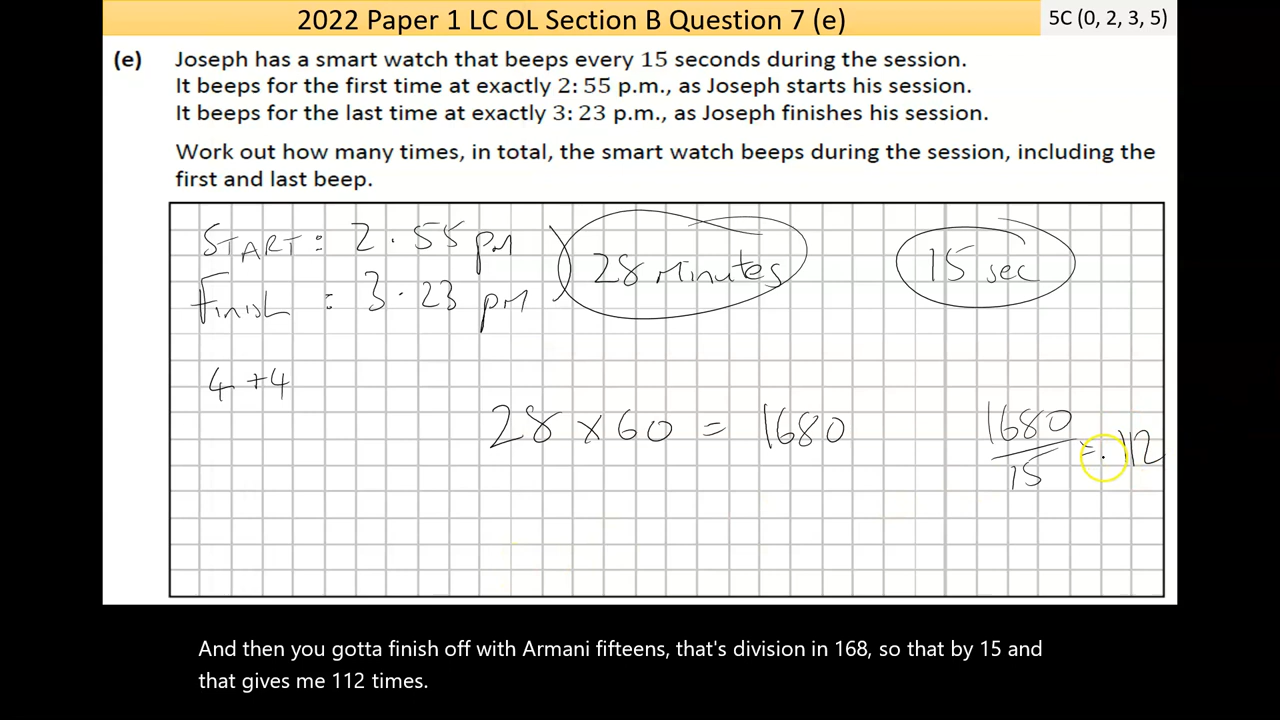 2022 Paper 1 LC OL Section B Question 7 (e)
5C (0, 2, 3, 5)
(e) Joseph has a smart watch that beeps every 15 seconds during the session.
It beeps for the first time at exactly 2: 55 p.m., as Joseph starts his session.
It beeps for the last time at exactly 3: 23 p.m., as Joseph finishes his session.
Work out how many times, in total, the smart watch beeps during the session, including the
first and last beep.
START: 2.55 pm
28 Minutes
15 sec
Finish : 3.23 pm
4 +4
28 x 60 = 1680
1680
15
= 112
And then you gotta finish off with Armani fifteens, that's division in 168, so that by 15 and
that gives me 112 times.